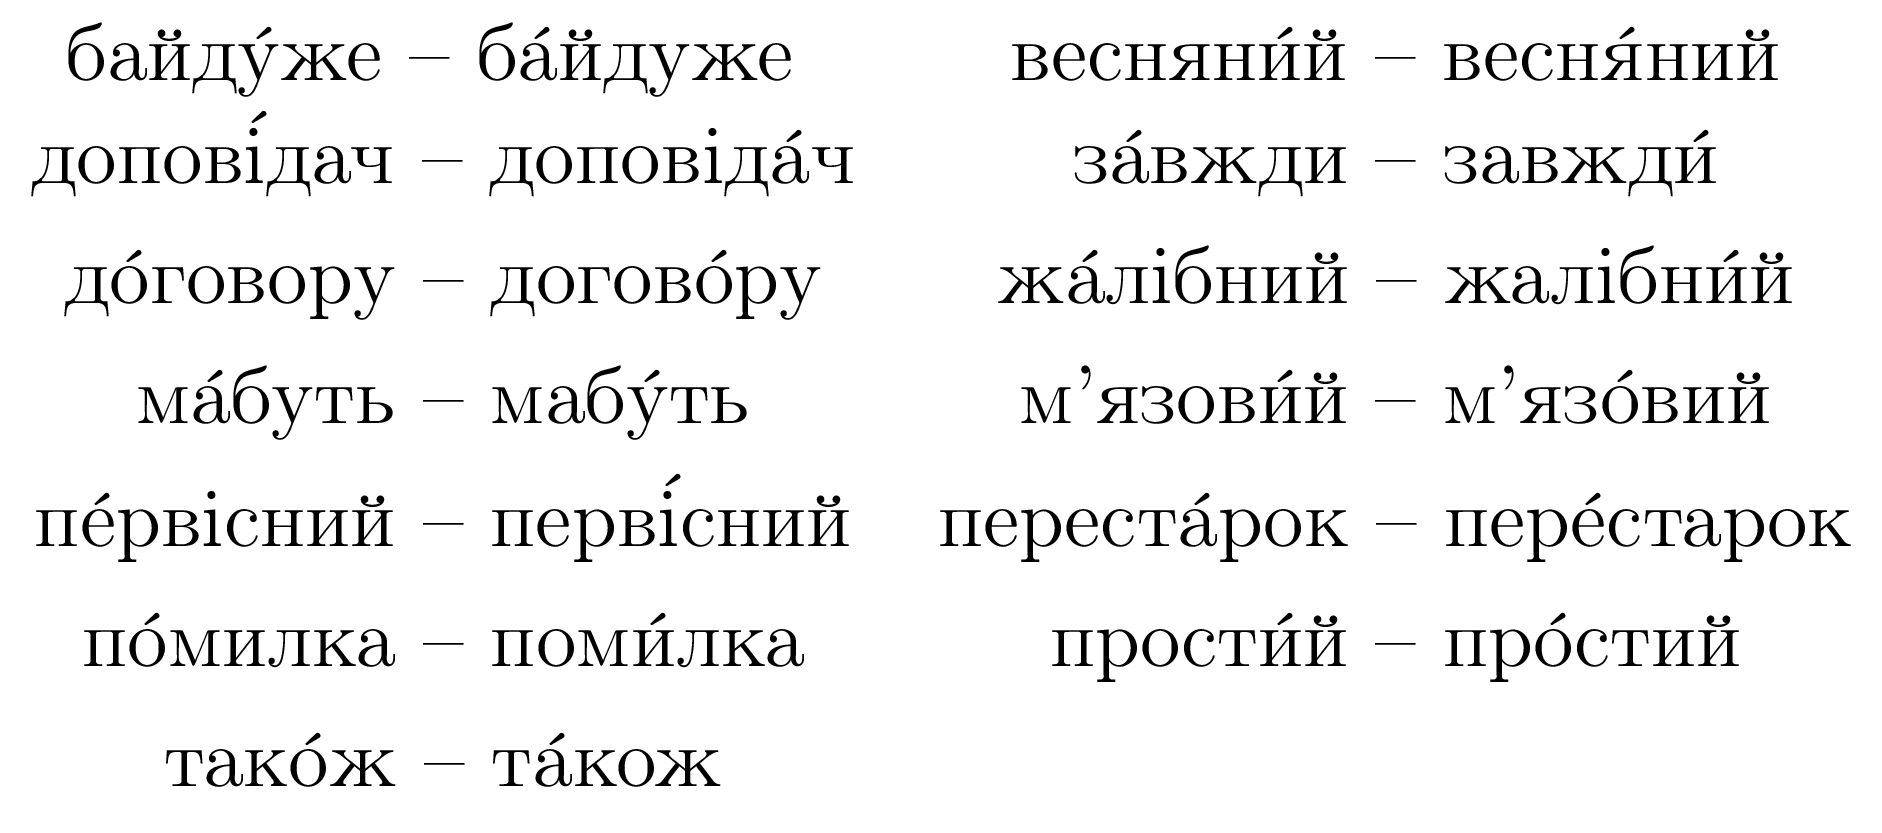 байду́же – ба́йдуже весняни́й – весня́ний
допові́дач – доповіда́ч за́вжди – завжди́
до́говору – догово́ру жа́лібний – жалібни́й
ма́буть – мабу́ть м’язови́й – м’язо́вий
пе́рвісний – перві́сний переста́рок – пере́старок
по́милка – поми́лка прости́й – про́стий
тако́ж – та́кож